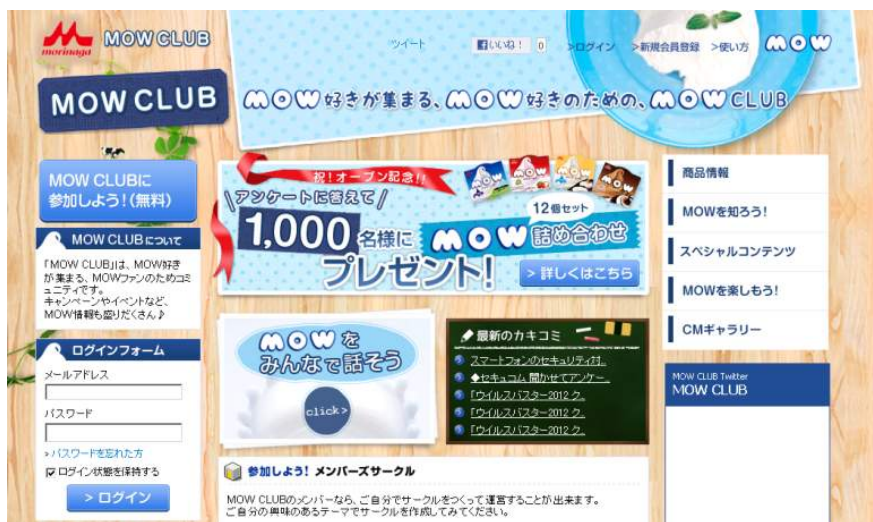 morinaga
MOW CLUB
ツイート
いいね! 0
>ログイン >新規会員登録 >使い方
MOW
MOW CLUB
MOW好きが集まる、MOW好きのための、MOW CLUB
MOW CLUBに
参加しよう!(無料)
MOW CLUBについて
「MOW CLUB」は、MOW好き
が集まる、MOWファンのためのコミ
ュニティです。
キャンペーンやイベントなど、
MOW情報も盛りだくさん♪
ログインフォーム
メールアドレス
パスワード
>パスワードを忘れた方
ログイン状態を保持する
>ログイン
祝!オープン記念!!
アンケートに答えて
1,000名様に
MOW
12個セット
詰め合わせ
プレゼント!
>詳しくはこちら
MOWを
みんなで話そう
click>
最新のカキコミ
スマートフォンのセキュリティ対..
◆セキュコム 聞かせてアンケー..
「ウイルスバスター2012 ク..
「ウイルスバスター2012 ク..
「ウイルスバスター2012 ク..
参加しよう! メンバーズサークル
MOW CLUBのメンバーなら、ご自分でサークルをつくって運営することが出来ます。
ご自分の興味のあるテーマでサークルを作成してみてください。
商品情報
MOWを知ろう!
スペシャルコンテンツ
MOWを楽しもう!
CMギャラリー
MOW CLUB Twitter
MOW CLUB